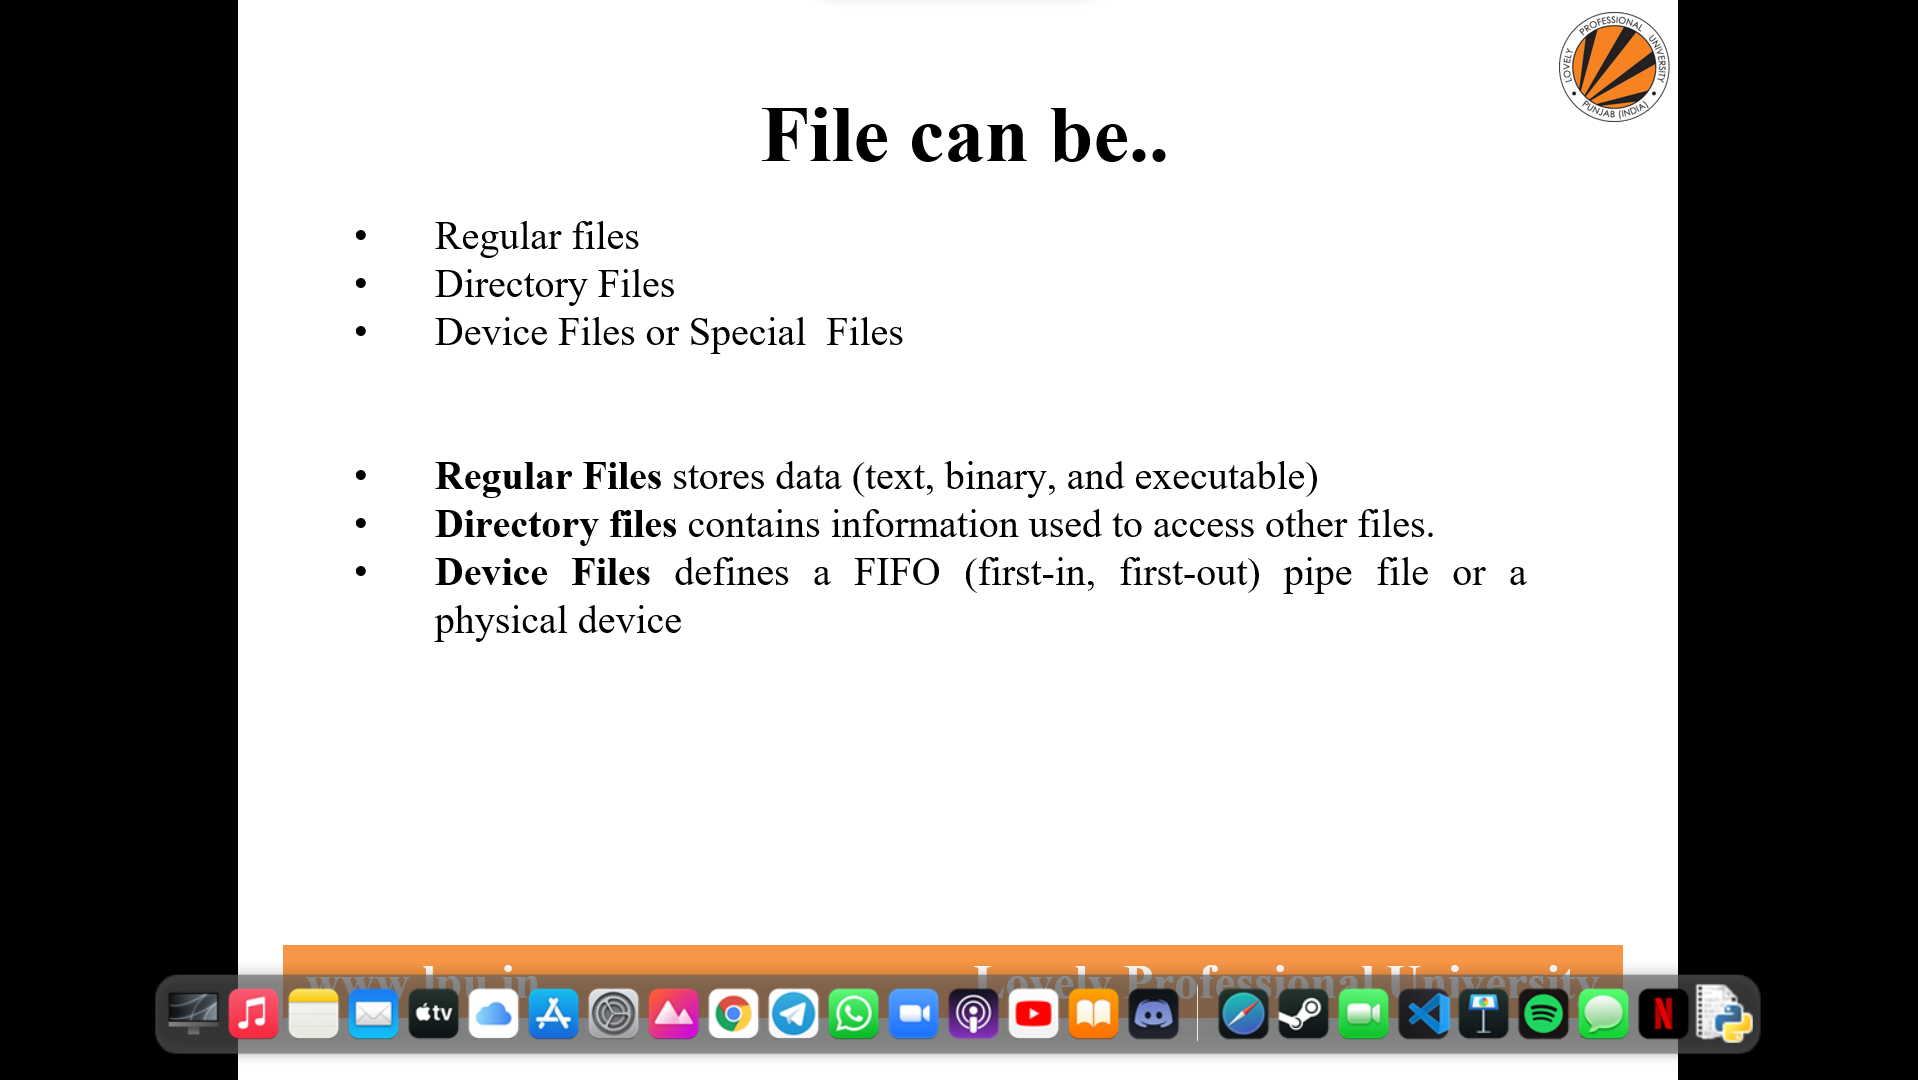 LOVELY PROFESSIONAL UNIVERSITY
PUNJAB (INDIA)
File can be..
• Regular files
• Directory Files
• Device Files or Special  Files
• Regular Files stores data (text, binary, and executable)
• Directory files contains information used to access other files.
• Device Files defines a FIFO (first-in, first-out) pipe file or a
physical device
www.lpu.in Lovely Professional University
tv
N